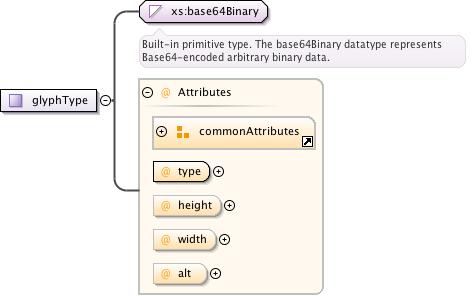 xs:base64Binary
Built-in primitive type. The base64Binary datatype represents
Base64-encoded arbitrary binary data.
glyphType
@ Attributes
commonAttributes
@ type
@ height
@ width
@ alt